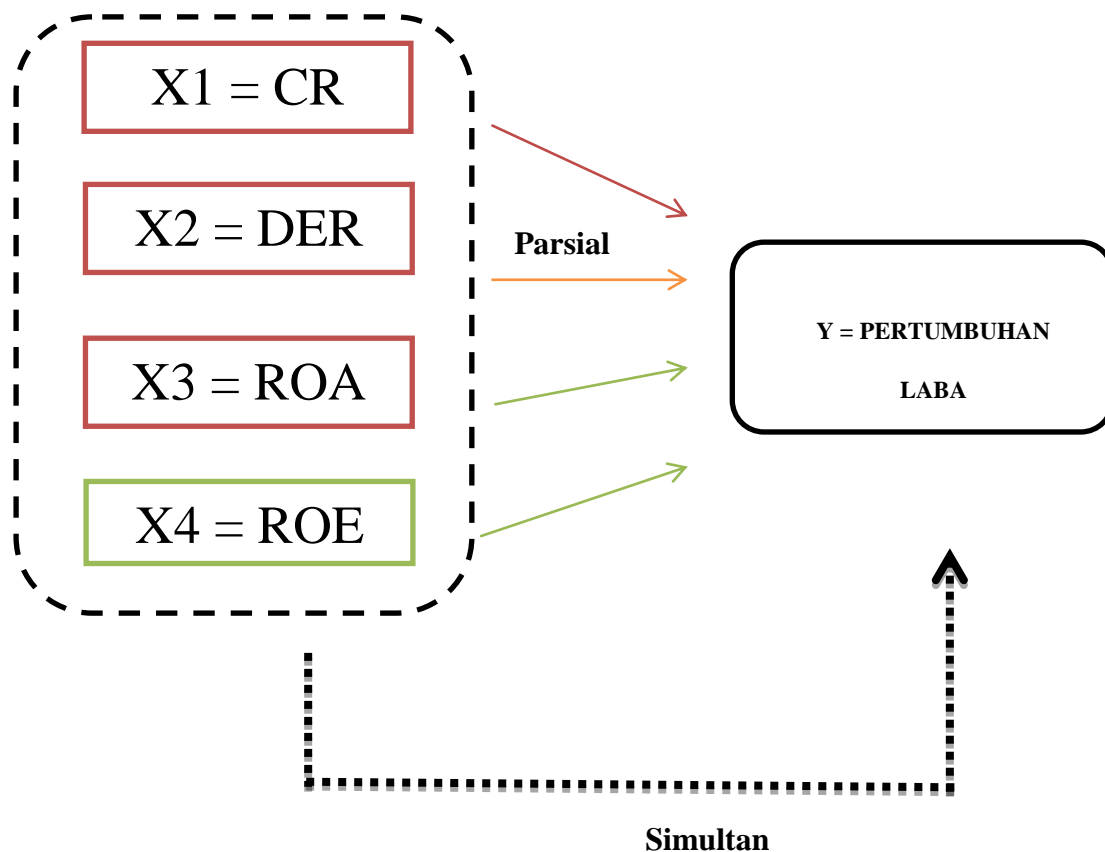 X1 = CR
X2 = DER
X3 = ROA
X4 = ROE
Parsial
Y = PERTUMBUHAN
LABA
Simultan